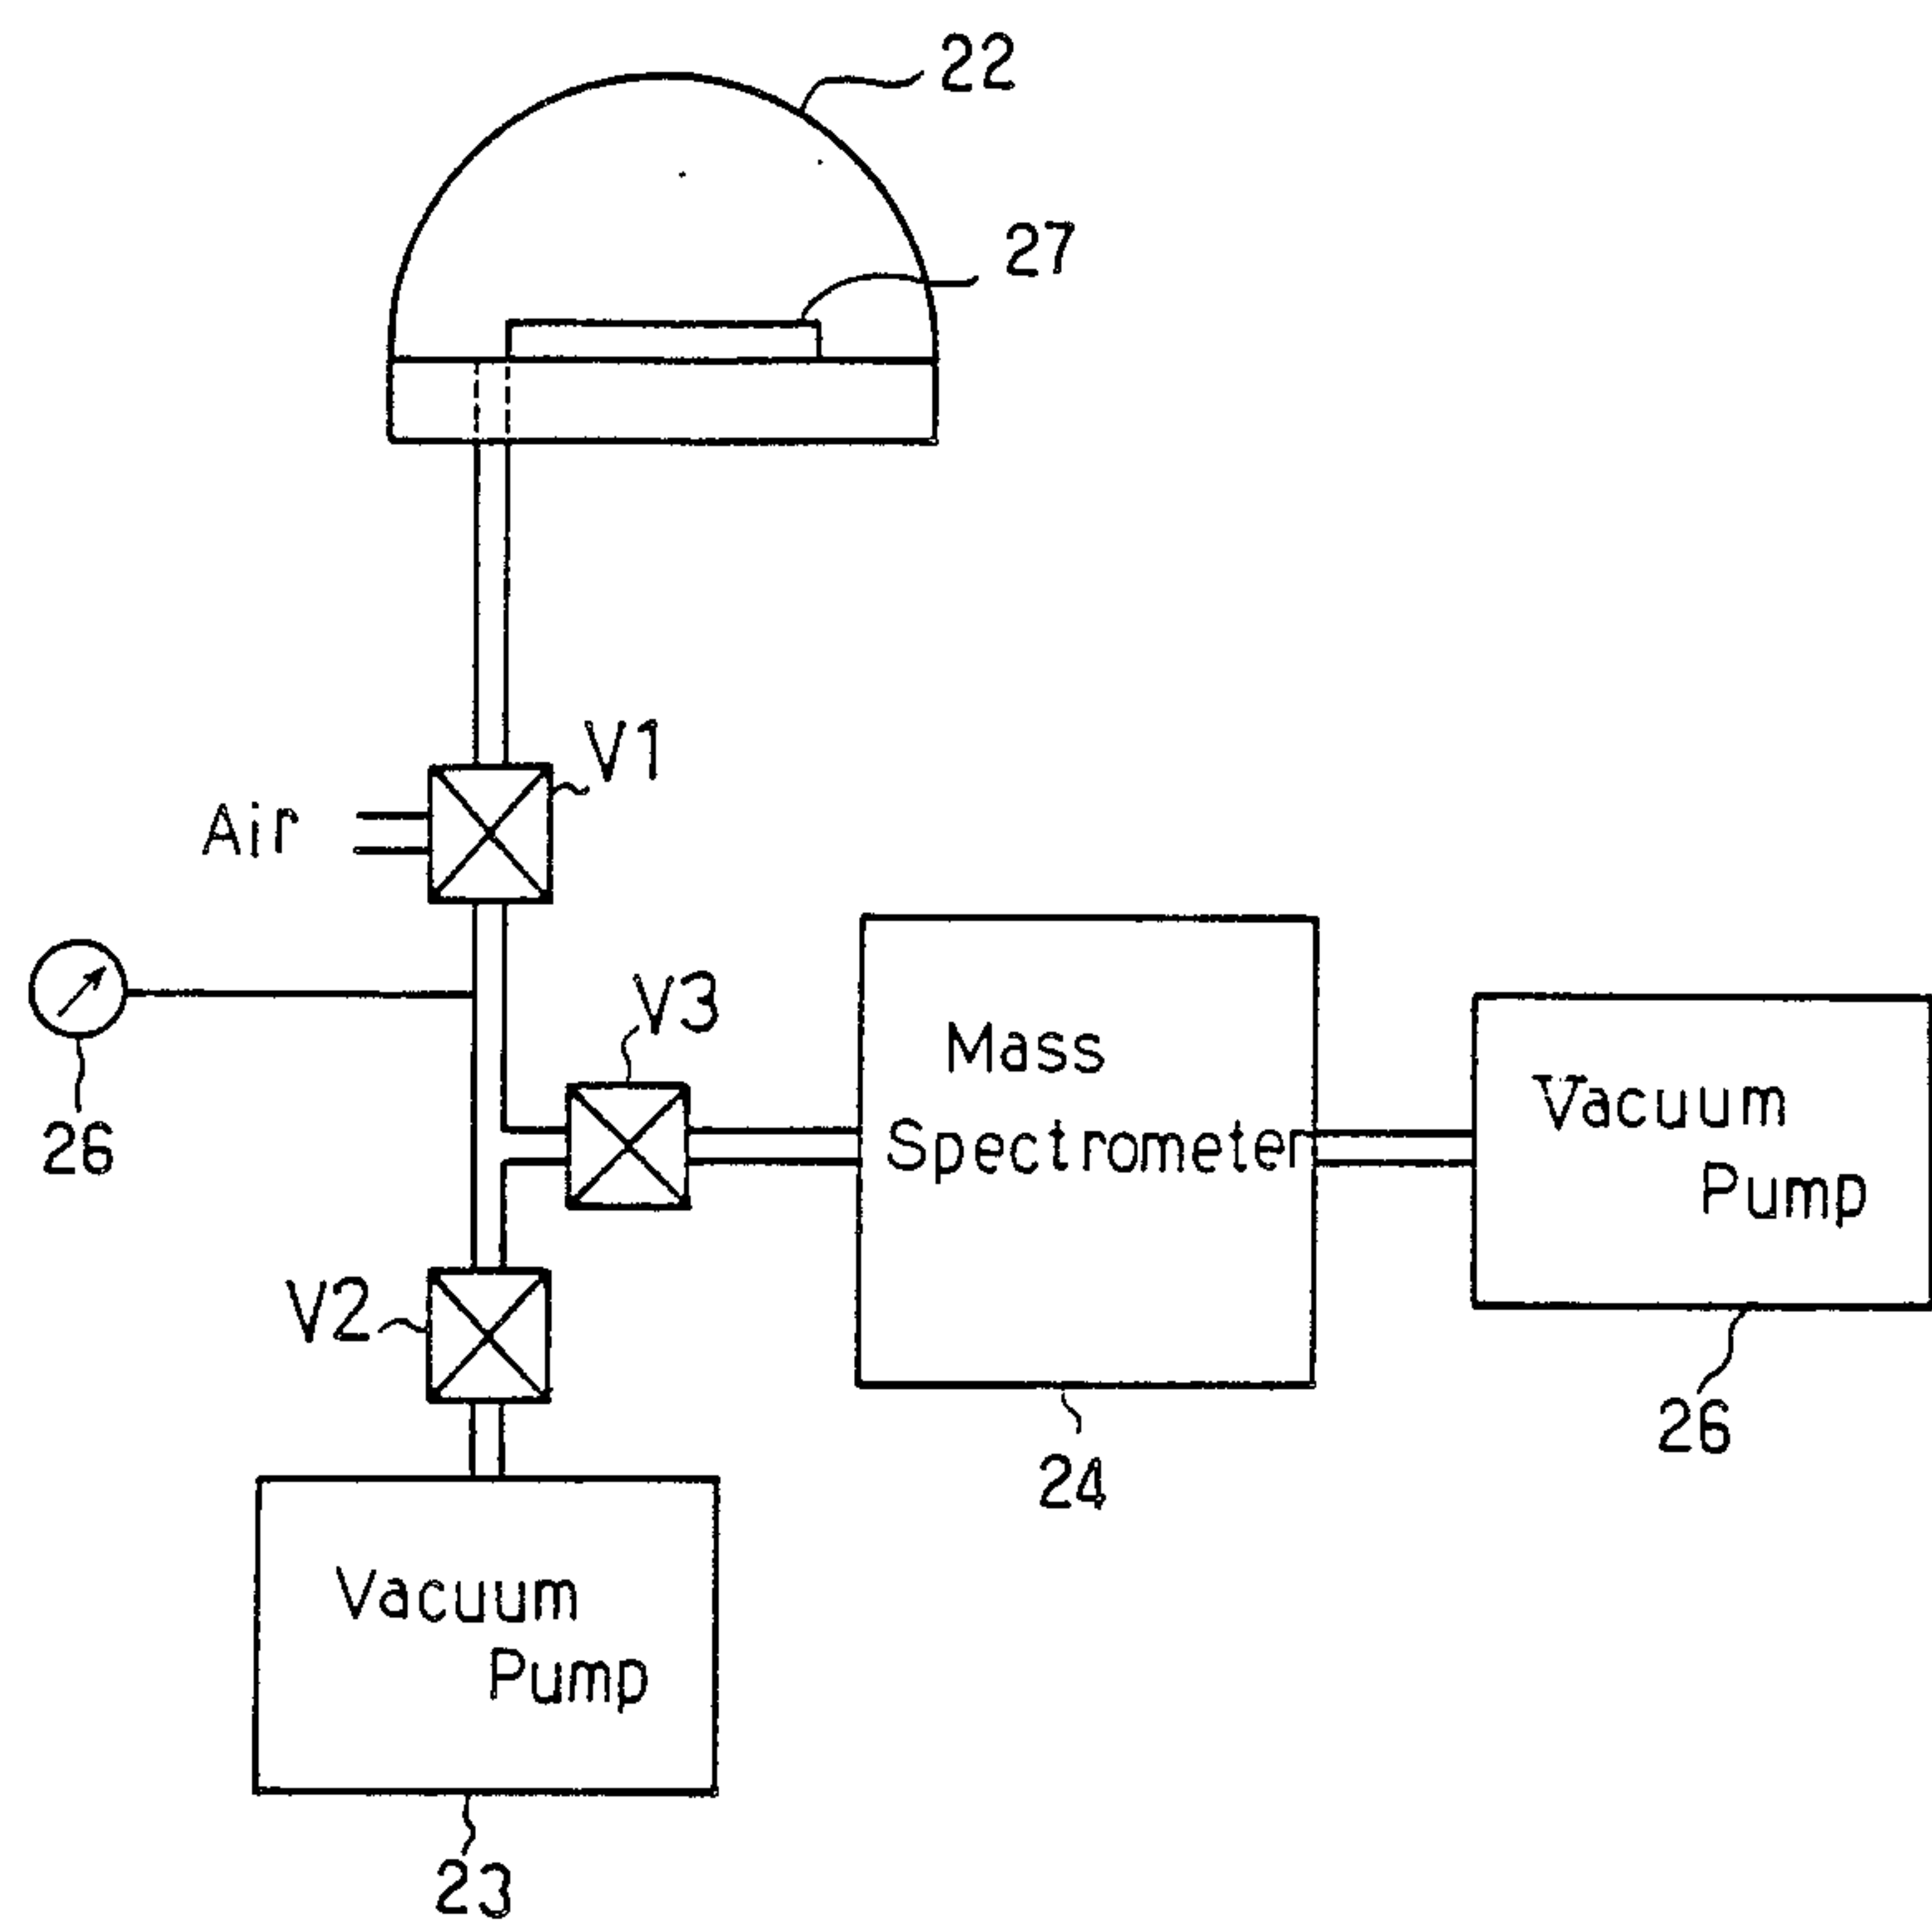 22
27
V1
Air
V3
26
Mass
Spectrometer
Vacuum
Pump
V2
26
24
Vacuum
Pump
23